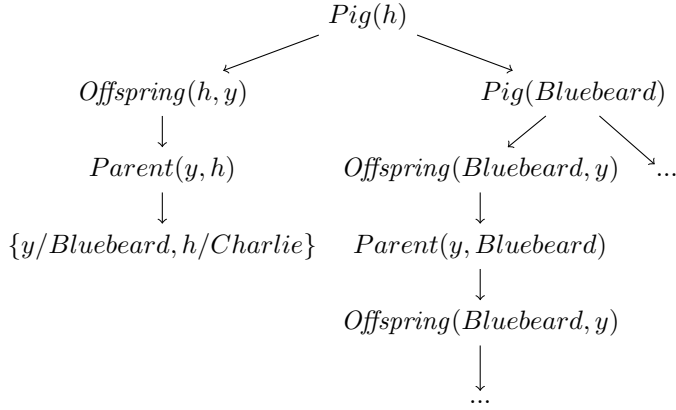 Pig(h)
Offspring(h, y) Pig(Bluebeard)
Parent(y, h) Offspring(Bluebeard, y) ...
{y/Bluebeard, h/Charlie} Parent(y, Bluebeard)
Offspring(Bluebeard, y)
...